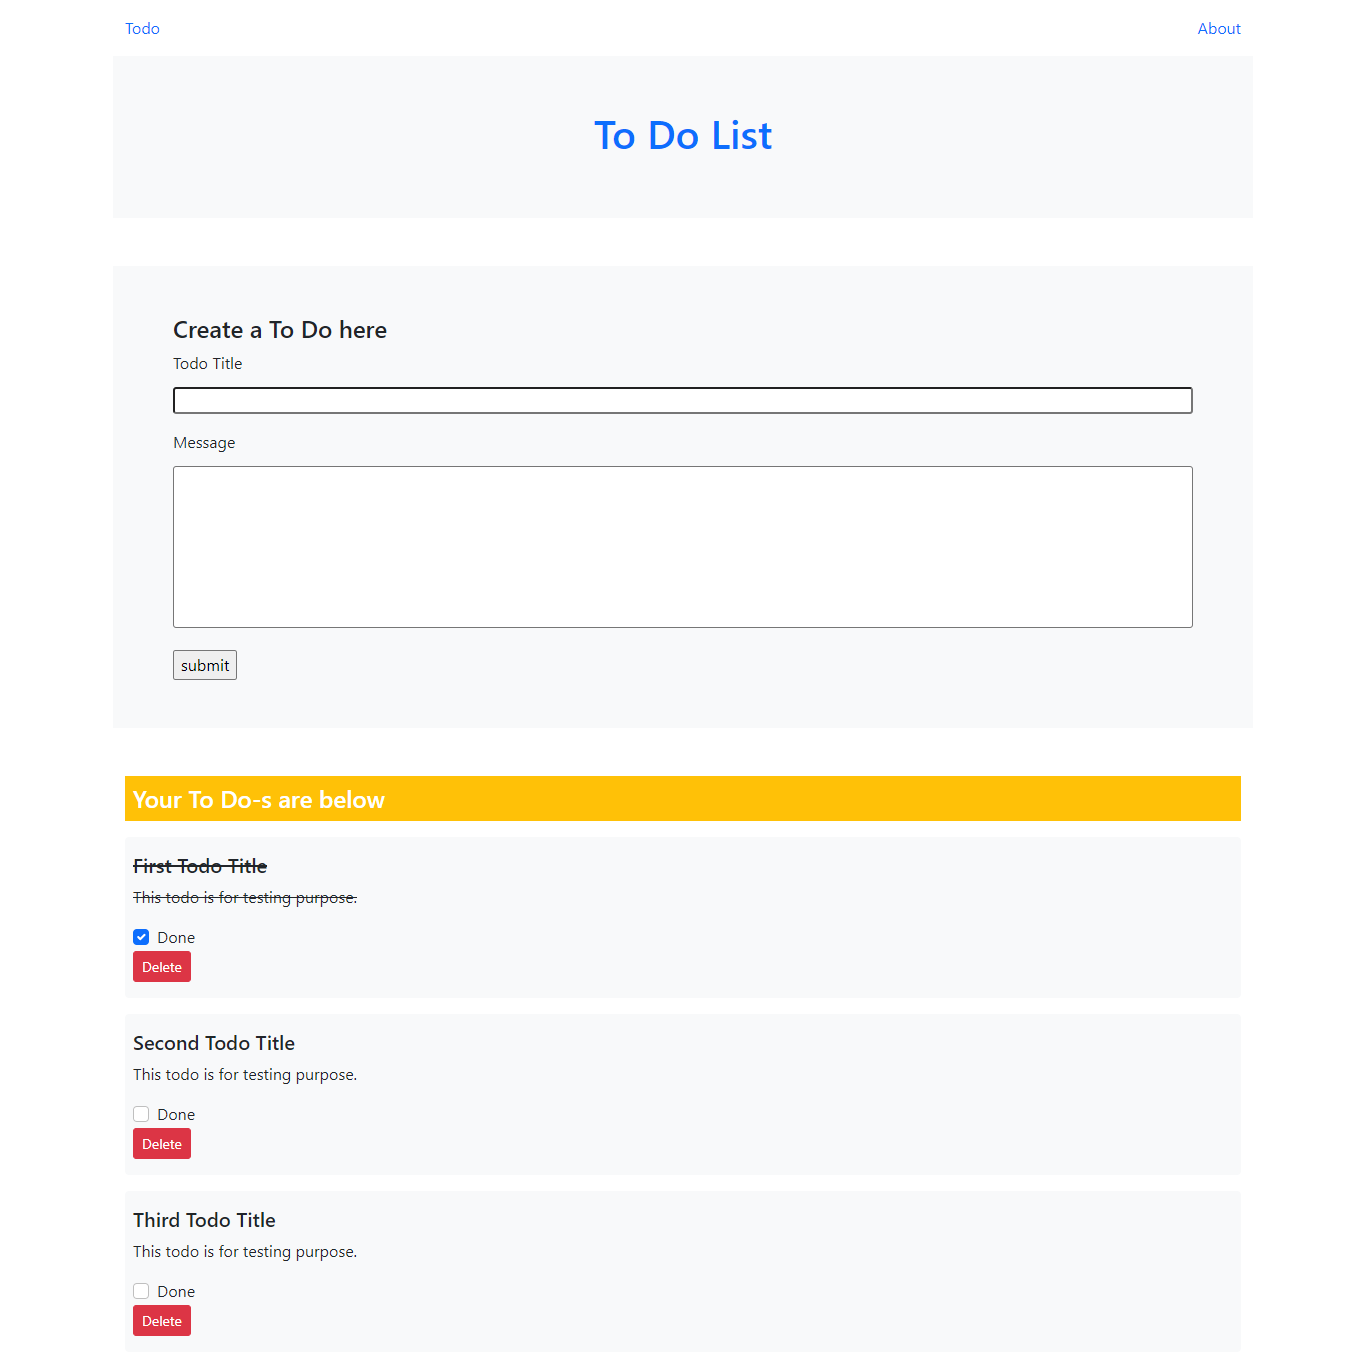 Todo
About
To Do List
Create a To Do here
Todo Title
Message
submit
Your To Do-s are below
First Todo Title
This todo is for testing purpose.
Done
Delete
Second Todo Title
This todo is for testing purpose.
Done
Delete
Third Todo Title
This todo is for testing purpose.
Done
Delete